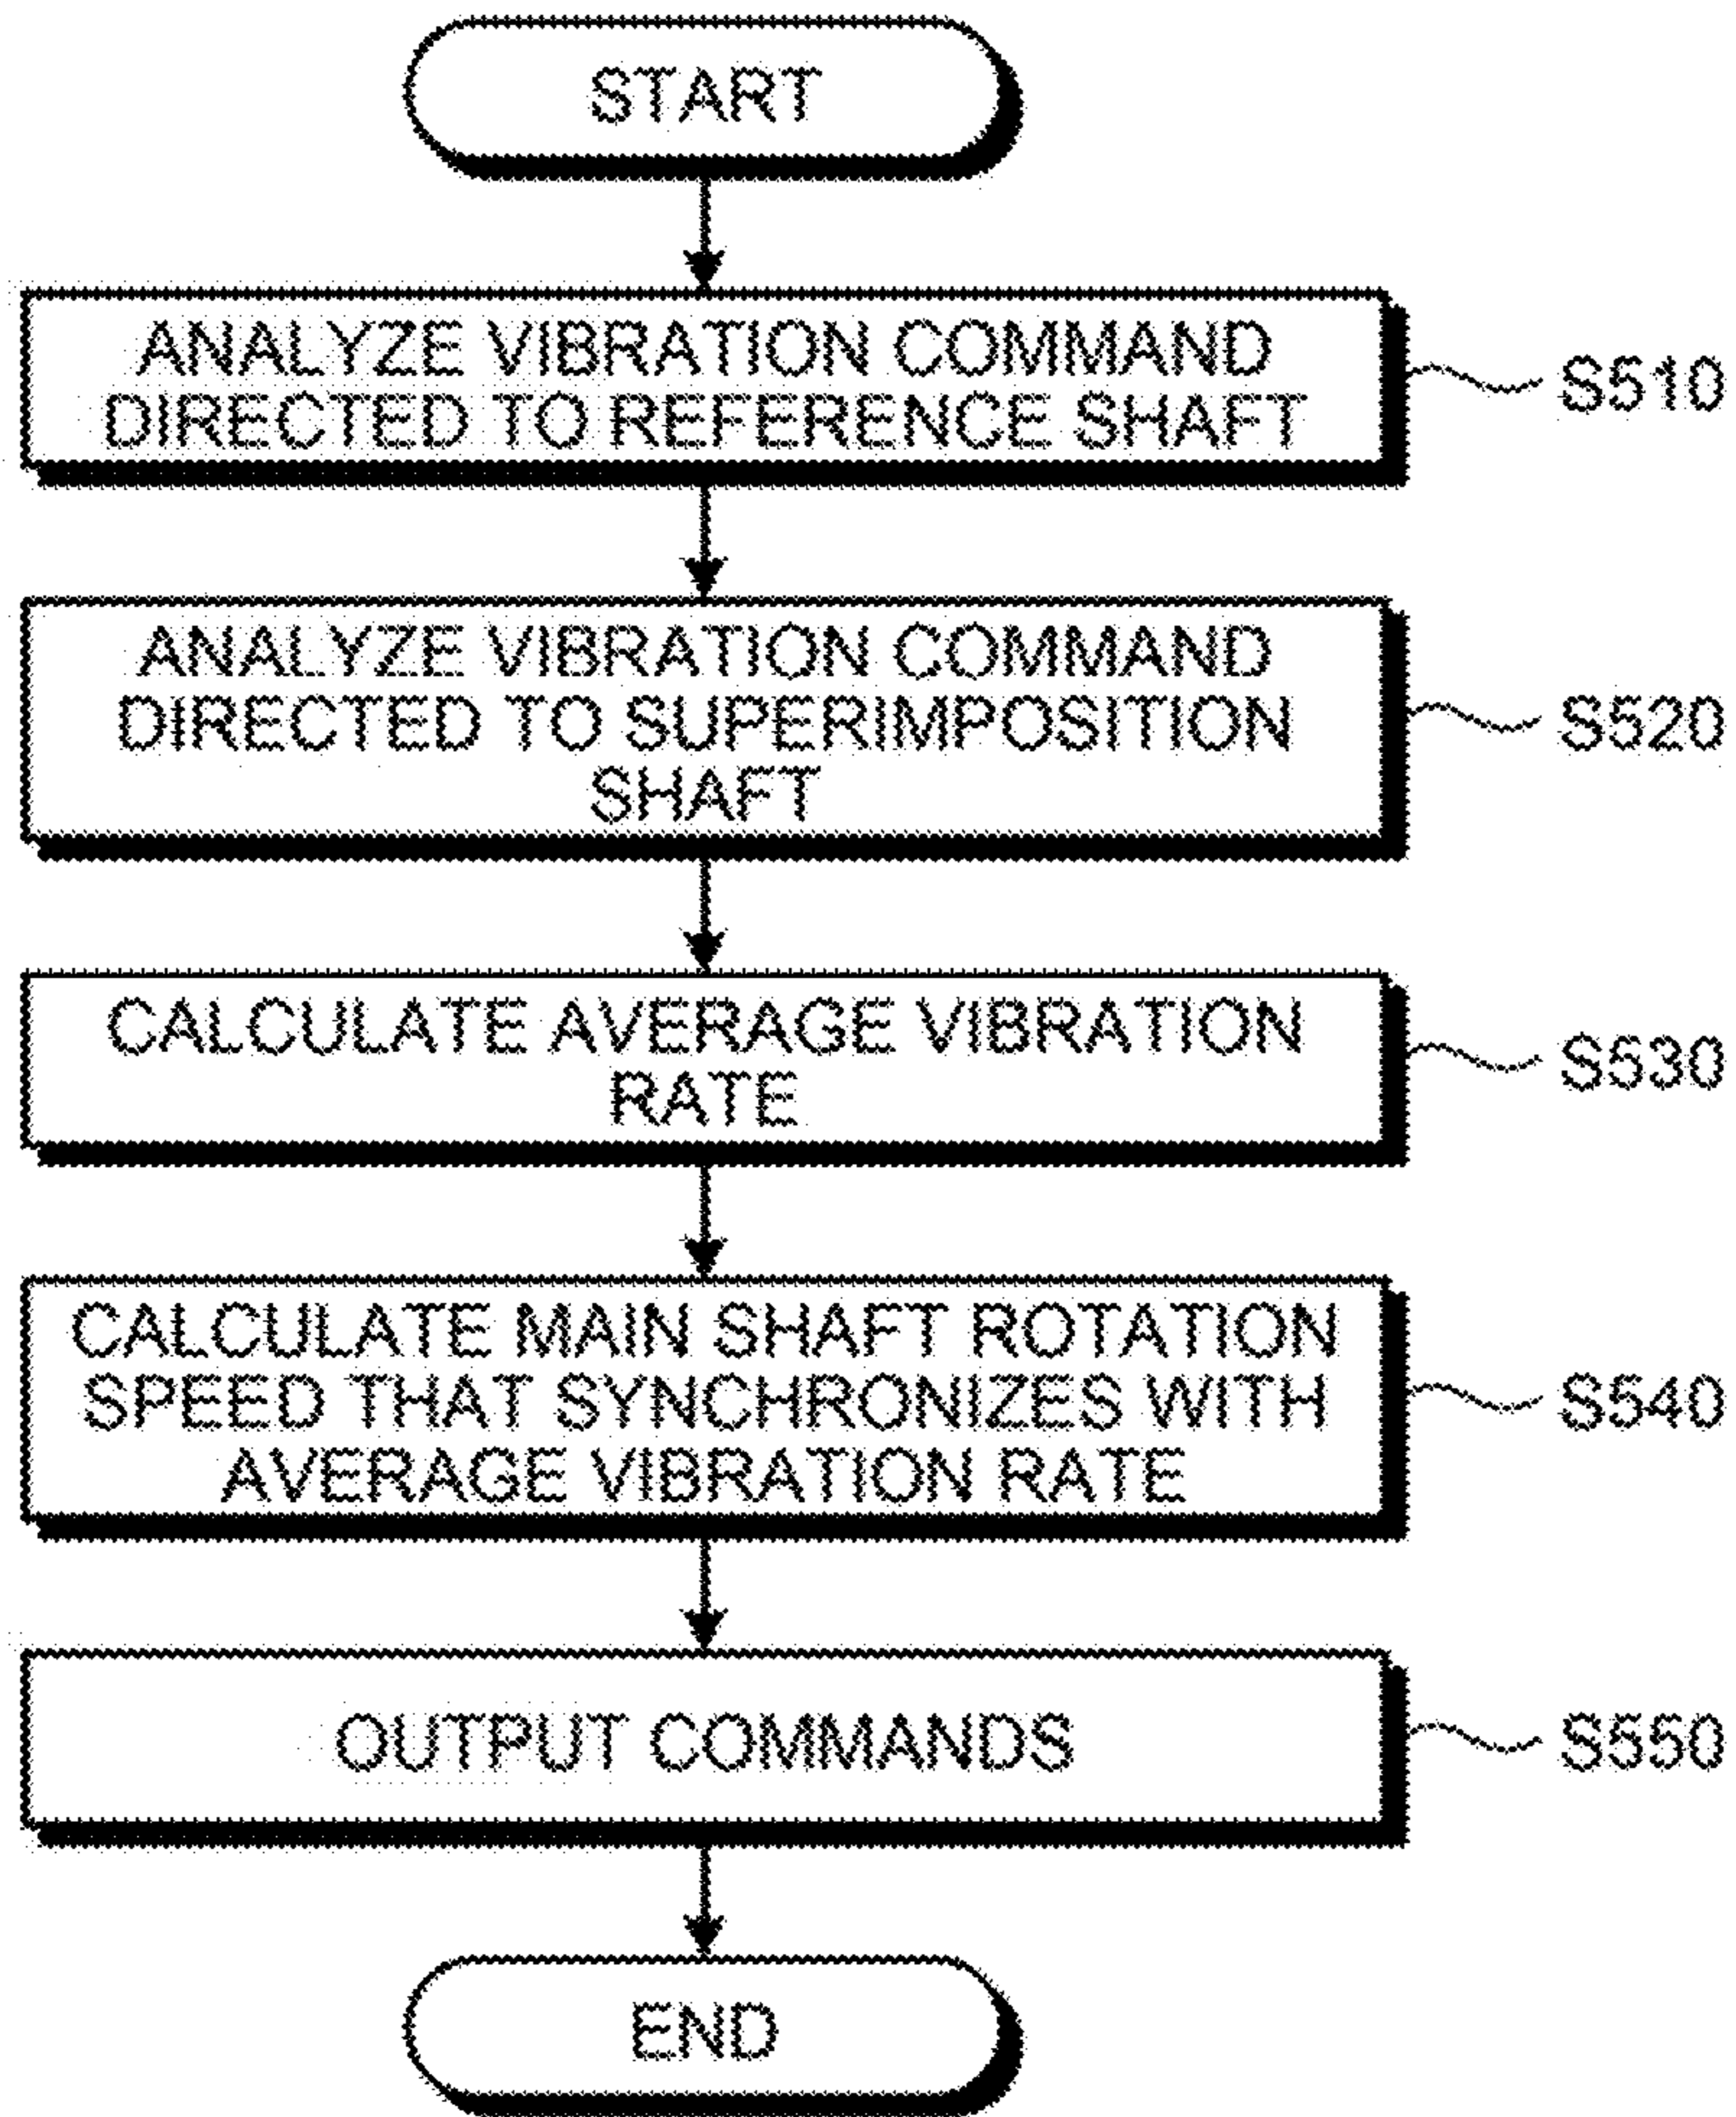 START
ANALYZE VIBRATION COMMAND
DIRECTED TO REFERENCE SHAFT
S510
ANALYZE VIBRATION COMMAND
DIRECTED TO SUPERIMPOSITION
SHAFT
S520
CALCULATE AVERAGE VIBRATION
RATE
S530
CALCULATE MAIN SHAFT ROTATION
SPEED THAT SYNCHRONIZES WITH
AVERAGE VIBRATION RATE
S540
OUTPUT COMMANDS
S550
END